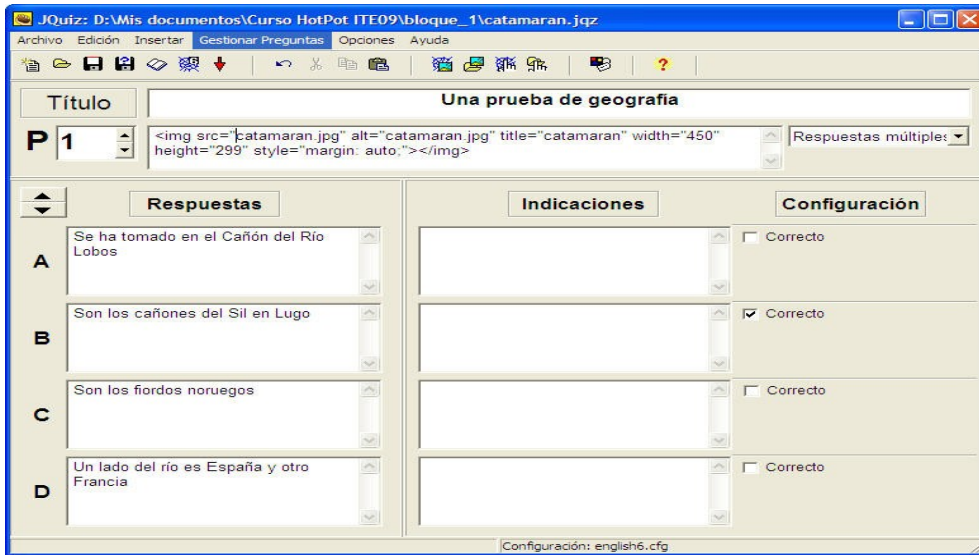 JQuiz: D:\Mis documentos\Curso HotPot ITE09\bloque_1\catamaran.jqz
Archivo Edición Insertar Gestionar Preguntas Opciones Ayuda
Título
Una prueba de geografía
P 1
<img src="catamaran.jpg" alt="catamaran.jpg" title="catamaran" width="450"
height="299" style="margin: auto;"></img>
Respuestas múltiples
Respuestas Indicaciones Configuración
A
Se ha tomado en el Cañón del Río
Lobos
Correcto
B
Son los cañones del Sil en Lugo
Correcto
C
Son los fiordos noruegos
Correcto
D
Un lado del río es España y otro
Francia
Correcto
Configuración: english6.cfg